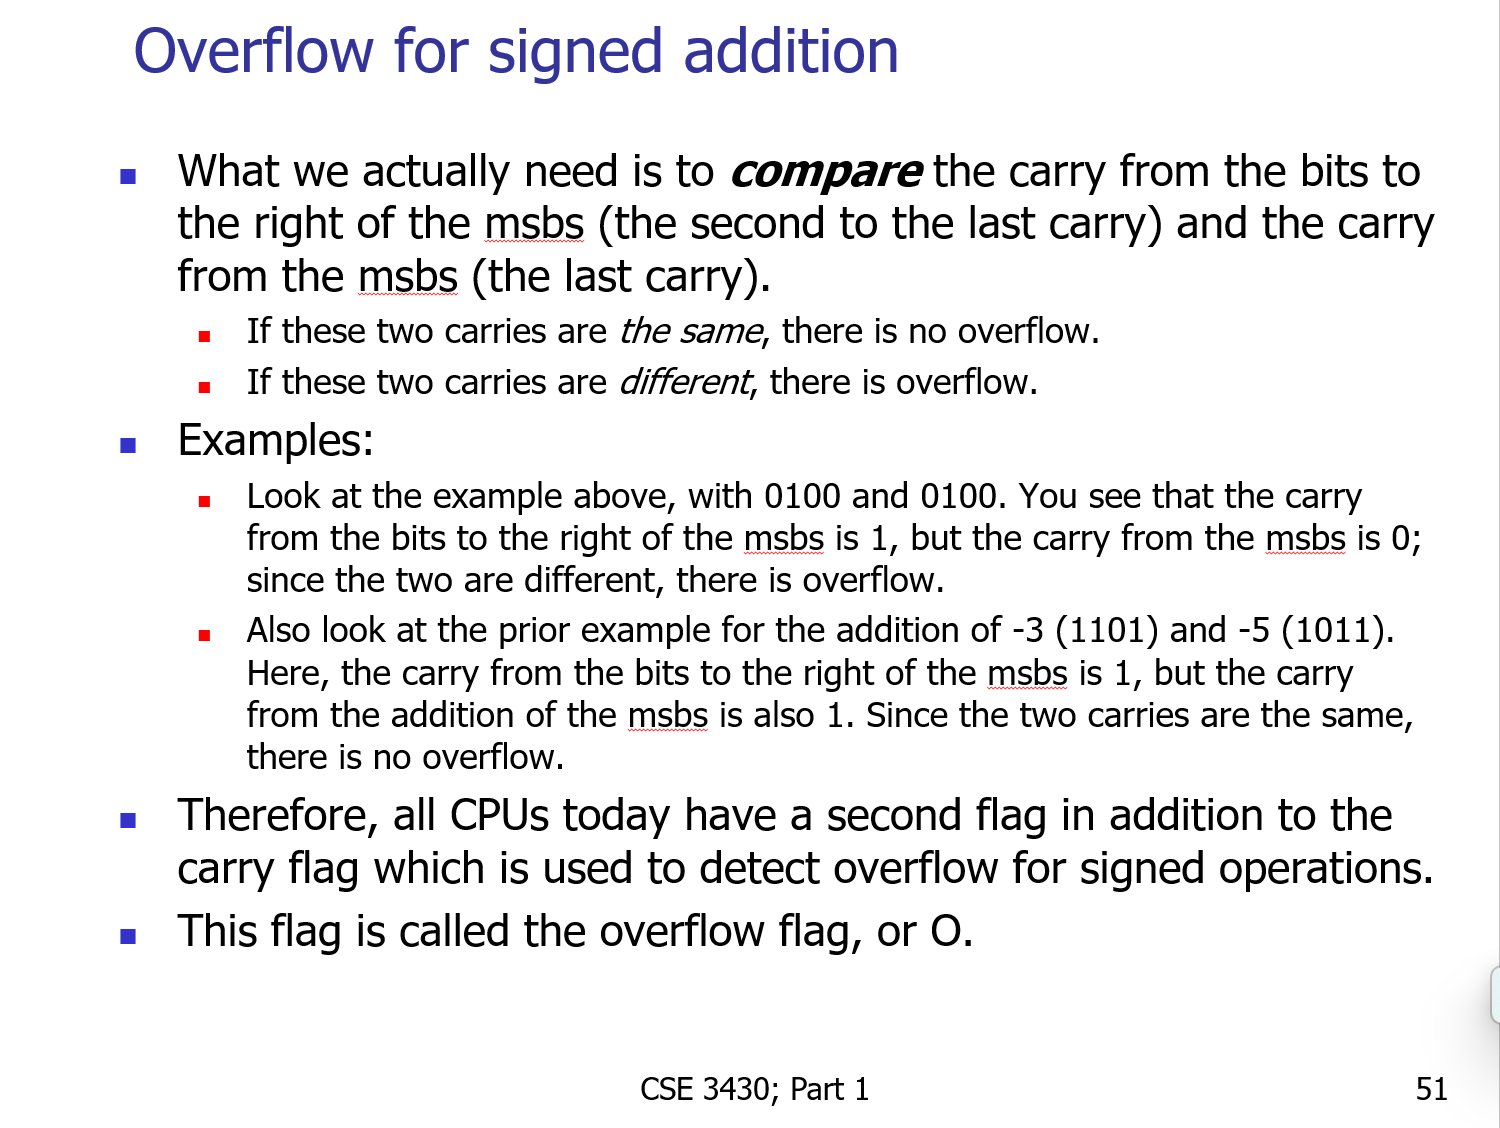 Overflow for signed addition
What we actually need is to compare the carry from the bits to
the right of the msbs (the second to the last carry) and the carry
from the msbs (the last carry).
If these two carries are the same, there is no overflow.
If these two carries are different, there is overflow.
Examples:
Look at the example above, with 0100 and 0100. You see that the carry
from the bits to the right of the msbs is 1, but the carry from the msbs is 0;
since the two are different, there is overflow.
Also look at the prior example for the addition of -3 (1101) and -5 (1011).
Here, the carry from the bits to the right of the msbs is 1, but the carry
from the addition of the msbs is also 1. Since the two carries are the same,
there is no overflow.
Therefore, all CPUs today have a second flag in addition to the
carry flag which is used to detect overflow for signed operations.
This flag is called the overflow flag, or O.
CSE 3430; Part 1
51